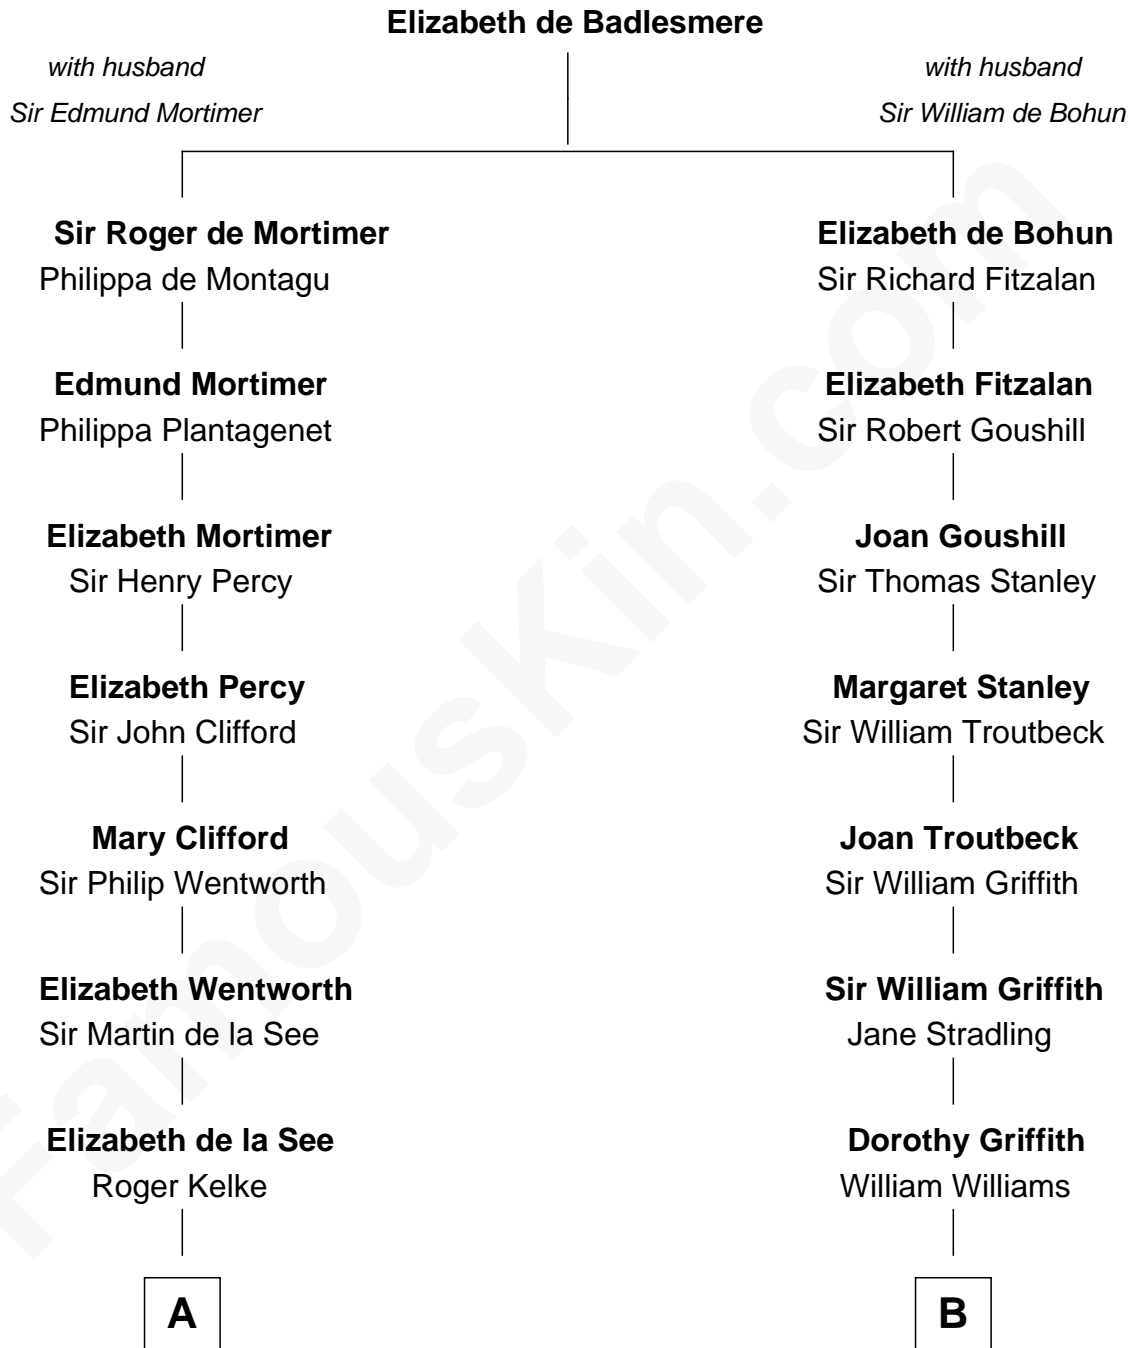 Elizabeth de Badlesmere
with husband
Sir Edmund Mortimer
with husband
Sir William de Bohun
Sir Roger de Mortimer
Philippa de Montagu
Elizabeth de Bohun
Sir Richard Fitzalan
Edmund Mortimer
Philippa Plantagenet
Elizabeth Fitzalan
Sir Robert Goushill
Elizabeth Mortimer
Sir Henry Percy
Joan Goushill
Sir Thomas Stanley
Elizabeth Percy
Sir John Clifford
Margaret Stanley
Sir William Troutbeck
Mary Clifford
Sir Philip Wentworth
Joan Troutbeck
Sir William Griffith
Elizabeth Wentworth
Sir Martin de la See
Sir William Griffith
Jane Stradling
Elizabeth de la See
Roger Kelke
Dorothy Griffith
William Williams
A
B
FamousKin.com